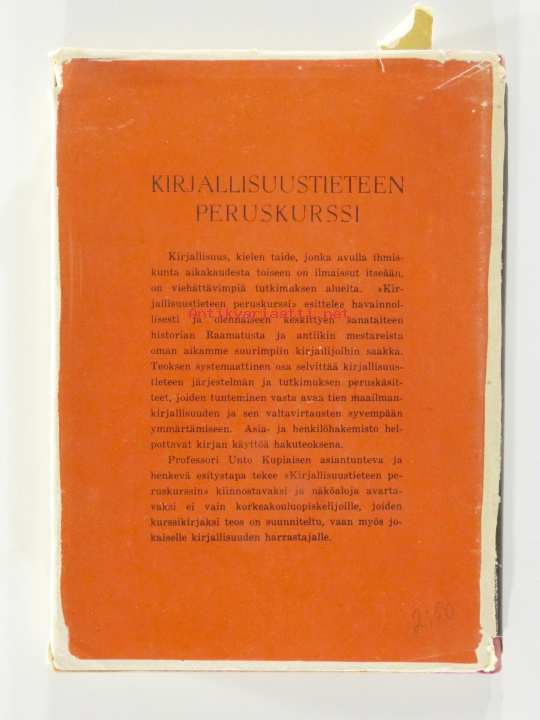 KIRJALLISUUSTIETEEN
PERUSKURSSI
Kirjallisuus, kielen taide, jonka avulla ihmis-
kunta aikakaudesta toiseen on ilmaissut itseään,
on viehättävimpiä tutkimuksen alueita. »Kir-
jallisuustieteen peruskurssi» esittelee havainnol-
lisesti ja olennaiseen keskittyen sanataiteen
Antikvariaatti.net
historian Raamatusta ja antiikin mestareista
oman aikamme suurimpiin kirjailijoihin saakka.
Teoksen systemaattinen osa selvittää kirjallisuus-
tieteen järjestelmän ja tutkimuksen peruskäsit-
teet, joiden tunteminen vasta avaa tien maailman-
kirjallisuuden ja sen valtavirtausten syvempään
ymmärtämiseen. Asia- ja henkilöhakemisto hel-
pottavat kirjan käyttöä hakuteoksena.
Professori Unto Kupiaisen asiantunteva ja
henkevä esitystapa tekee »Kirjallisuustieteen pe-
ruskurssin» kiinnostavaksi ja näköaloja avarta-
vaksi ei vain korkeakouluopiskelijoille, joiden
kurssikirjaksi teos on suunniteltu, vaan myös jo-
kaiselle kirjallisuuden harrastajalle.
2:50